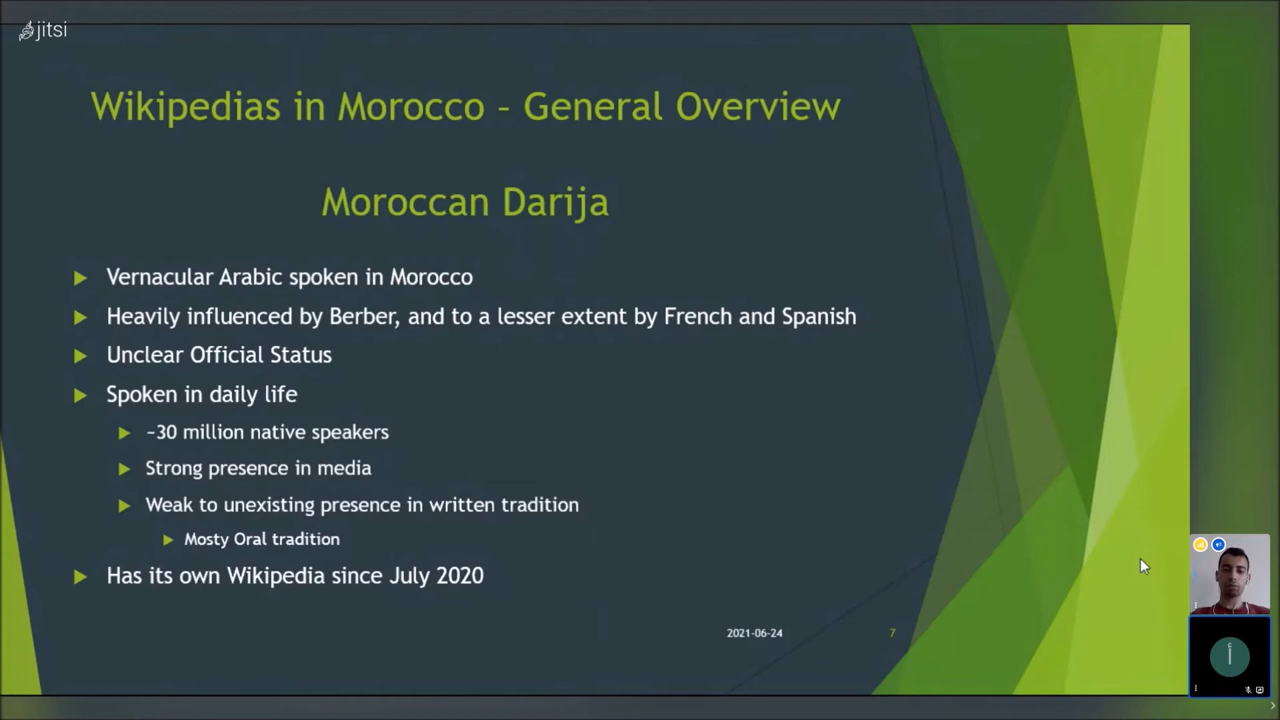 jitsi
Wikipedias in Morocco – General Overview
Moroccan Darija
Vernacular Arabic spoken in Morocco
Heavily influenced by Berber, and to a lesser extent by French and Spanish
Unclear Official Status
Spoken in daily life
~30 million native speakers
Strong presence in media
Weak to unexisting presence in written tradition
Mosty Oral tradition
Has its own Wikipedia since July 2020
2021-06-24
7